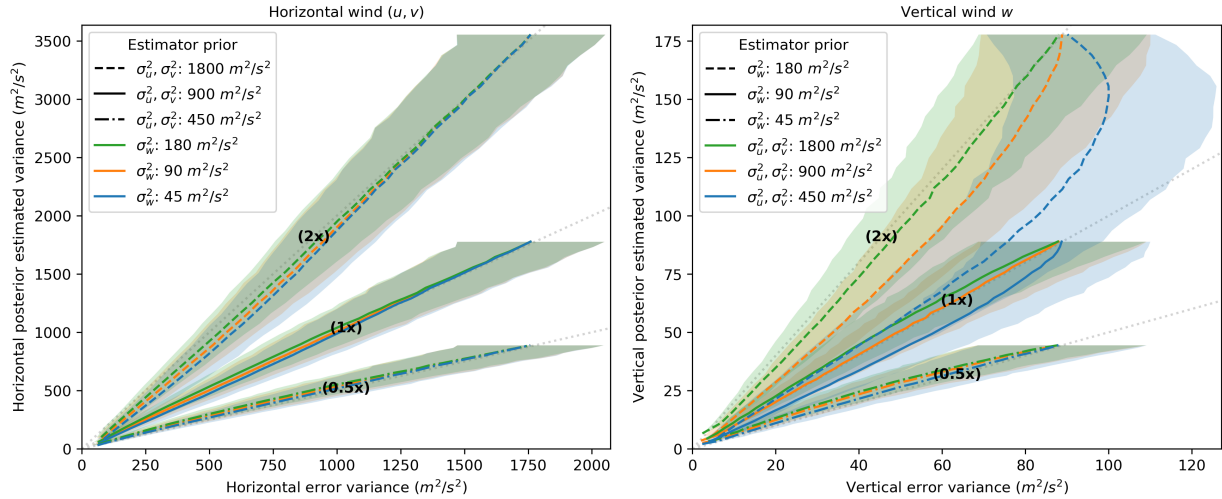 Horizontal wind (u, v)
Horizontal posterior estimated variance (m²/s²)
3500
3000
2500
2000
1500
1000
500
0
Estimator prior
σ²ᵤ, σ²ᵥ: 1800 m²/s²
σ²ᵤ, σ²ᵥ: 900 m²/s²
σ²ᵤ, σ²ᵥ: 450 m²/s²
σ²_w: 180 m²/s²
σ²_w: 90 m²/s²
σ²_w: 45 m²/s²
(2x)
(1x)
(0.5x)
0 250 500 750 1000 1250 1500 1750 2000
Horizontal error variance (m²/s²)
Vertical wind w
Vertical posterior estimated variance (m²/s²)
175
150
125
100
75
50
25
0
Estimator prior
σ²_w: 180 m²/s²
σ²_w: 90 m²/s²
σ²_w: 45 m²/s²
σ²ᵤ, σ²ᵥ: 1800 m²/s²
σ²ᵤ, σ²ᵥ: 900 m²/s²
σ²ᵤ, σ²ᵥ: 450 m²/s²
(2x)
(1x)
(0.5x)
0 20 40 60 80 100 120
Vertical error variance (m²/s²)